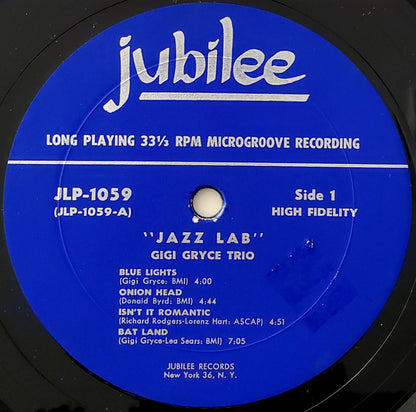 jubilee
LONG PLAYING 33⅓ RPM MICROGROOVE RECORDING
JLP-1059
(JLP-1059-A)
Side 1
HIGH FIDELITY
"JAZZ LAB"
GIGI GRYCE TRIO
BLUE LIGHTS
(Gigi Gryce: BMI) 4:00
ONION HEAD
(Donald Byrd: BMI) 4:44
ISN'T IT ROMANTIC
(Richard Rodgers-Lorenz Hart: ASCAP) 4:51
BAT LAND
(Gigi Gryce-Lea Sears: BMI) 7:05
JUBILEE RECORDS
New York 36, N. Y.